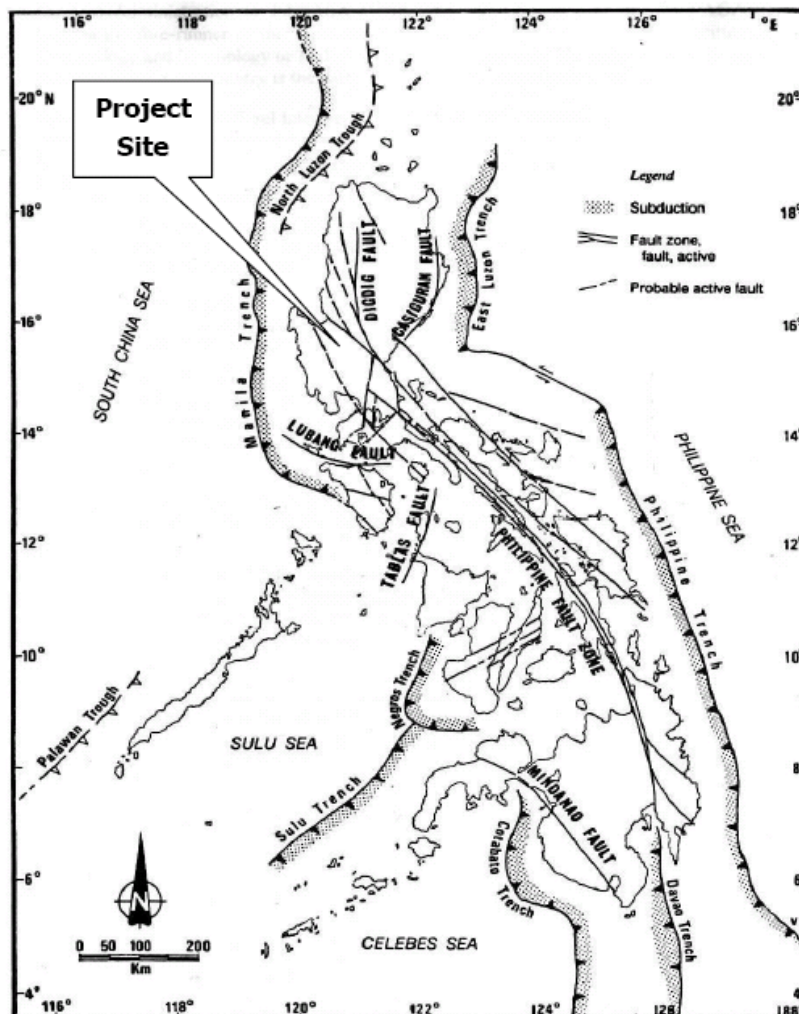 116°
118°
120°
122°
124°
126°
°E
20°N
20°
Project
Site
North Luzon Trough
Legend
Subduction
Fault zone,
fault, active
Probable active fault
18°
18°
DIGDIG FAULT
CASIGURAN FAULT
East Luzon Trench
16°
16°
SOUTH CHINA SEA
Manila Trench
14°
14°
LUBANG FAULT
PHILIPPINE SEA
12°
12°
TABLAS FAULT
PHILIPPINE FAULT ZONE
Philippine Trench
10°
10°
Palawan Trough
Negros Trench
SULU SEA
8°
8
Sulu Trench
MINDANAO FAULT
6°
6°
N
Cotabato
Trench
Davao Trench
0 50 100 200
Km
CELEBES SEA
4°
4°
116°
118°
120°
122°
124°
126°
188